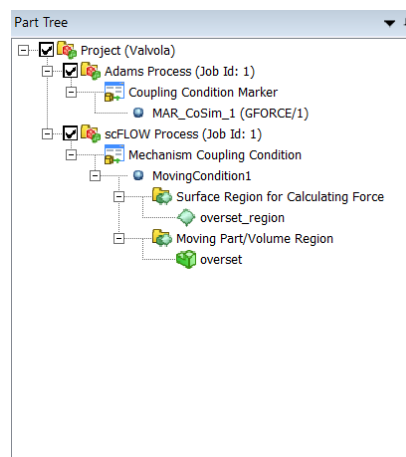 Part Tree
Project (Valvola)
Adams Process (Job Id: 1)
Coupling Condition Marker
MAR_CoSim_1 (GFORCE/1)
scFLOW Process (Job Id: 1)
Mechanism Coupling Condition
MovingCondition1
Surface Region for Calculating Force
overset_region
Moving Part/Volume Region
overset